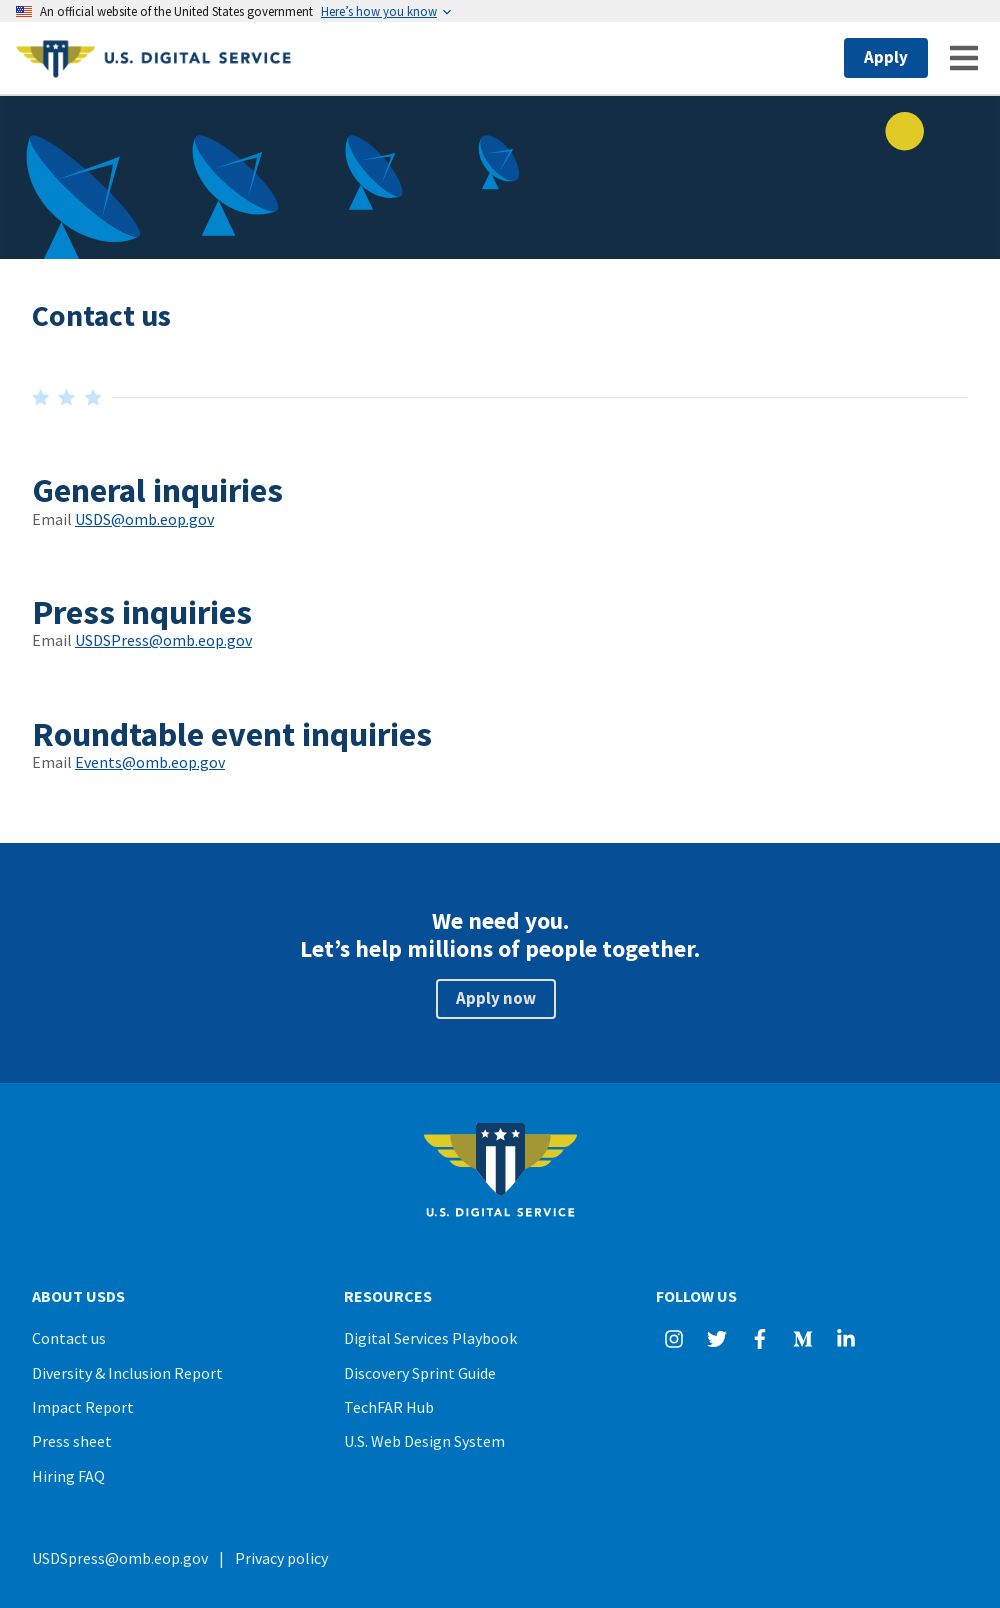 An official website of the United States government Here’s how you know
U.S. DIGITAL SERVICE
Apply
Contact us
General inquiries
Email USDS@omb.eop.gov
Press inquiries
Email USDSPress@omb.eop.gov
Roundtable event inquiries
Email Events@omb.eop.gov
We need you.
Let’s help millions of people together.
Apply now
U.S. DIGITAL SERVICE
ABOUT USDS
Contact us
Diversity & Inclusion Report
Impact Report
Press sheet
Hiring FAQ
RESOURCES
Digital Services Playbook
Discovery Sprint Guide
TechFAR Hub
U.S. Web Design System
FOLLOW US
USDSpress@omb.eop.gov | Privacy policy